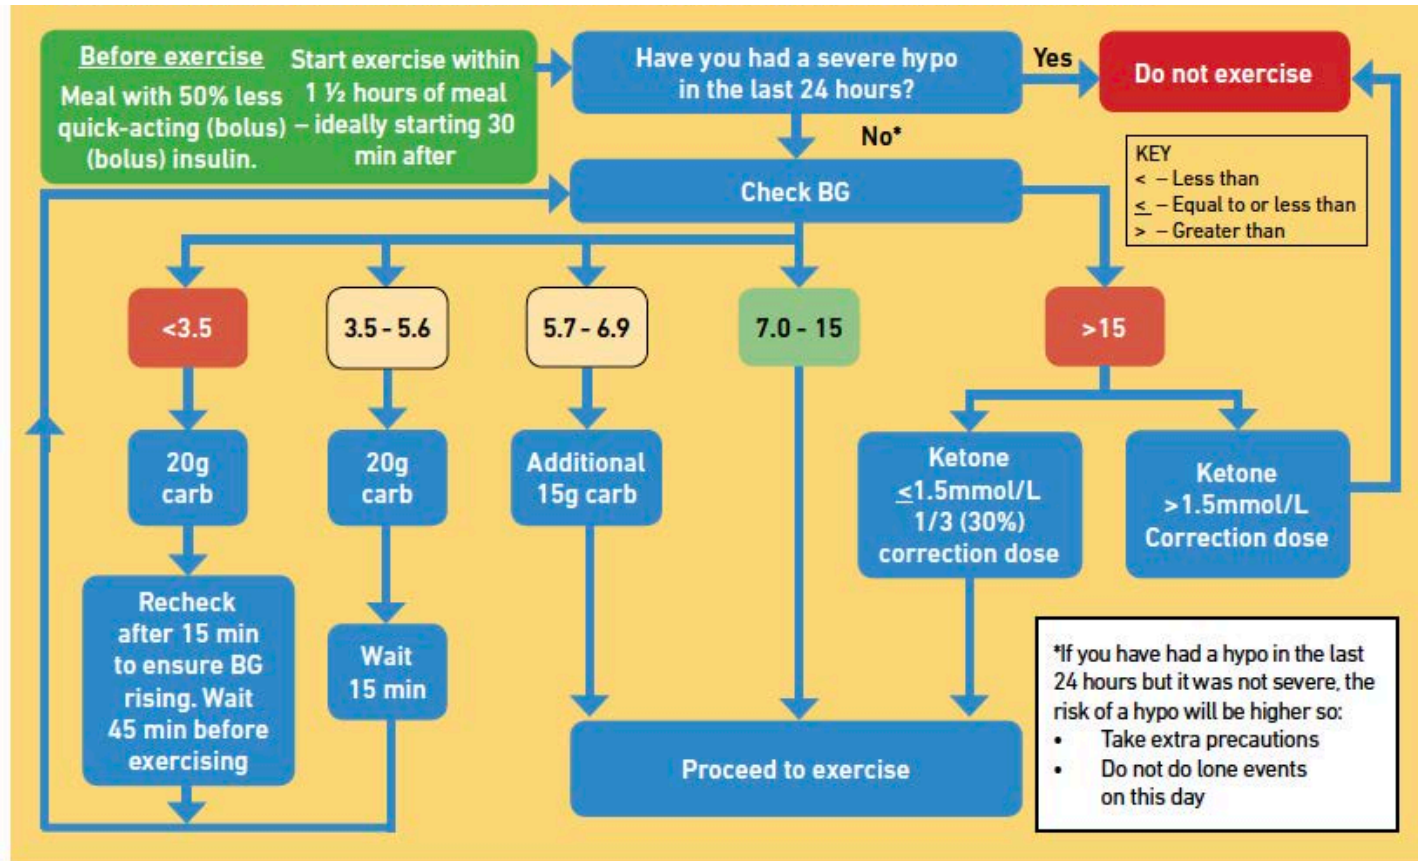 Before exercise
Meal with 50% less
quick-acting (bolus)
(bolus) insulin.
Start exercise within
1 ½ hours of meal
– ideally starting 30
min after
Have you had a severe hypo
in the last 24 hours?
Yes
Do not exercise
No*
KEY
< – Less than
≤ – Equal to or less than
> – Greater than
Check BG
<3.5
3.5 - 5.6
5.7 - 6.9
7.0 - 15
>15
20g
carb
20g
carb
Additional
15g carb
Ketone
≤1.5mmol/L
1/3 (30%)
correction dose
Ketone
>1.5mmol/L
Correction dose
Recheck
after 15 min
to ensure BG
rising. Wait
45 min before
exercising
Wait
15 min
Proceed to exercise
*If you have had a hypo in the last
24 hours but it was not severe, the
risk of a hypo will be higher so:
• Take extra precautions
• Do not do lone events
on this day